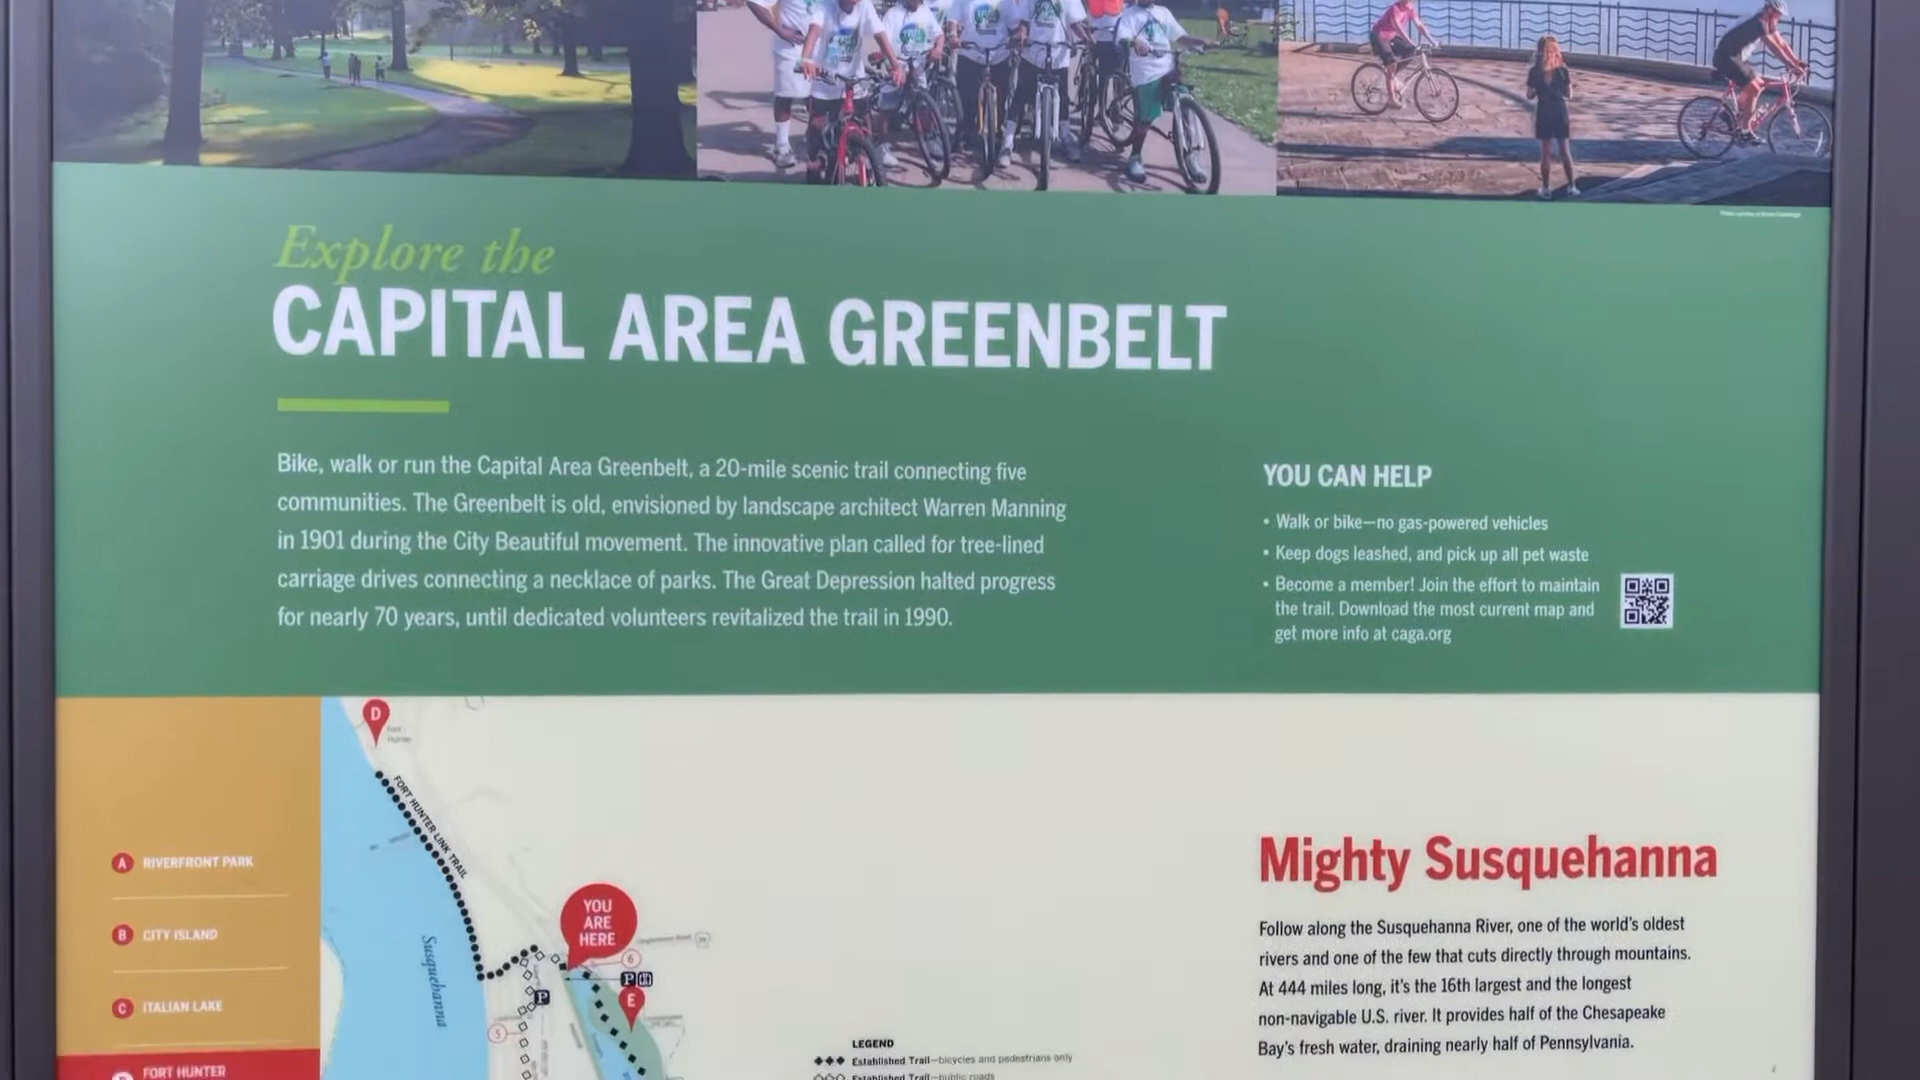 Explore the
CAPITAL AREA GREENBELT
Bike, walk or run the Capital Area Greenbelt, a 20-mile scenic trail connecting five
communities. The Greenbelt is old, envisioned by landscape architect Warren Manning
in 1901 during the City Beautiful movement. The innovative plan called for tree-lined
carriage drives connecting a necklace of parks. The Great Depression halted progress
for nearly 70 years, until dedicated volunteers revitalized the trail in 1990.
YOU CAN HELP
• Walk or bike—no gas-powered vehicles
• Keep dogs leashed, and pick up all pet waste
• Become a member! Join the effort to maintain
the trail. Download the most current map and
get more info at caga.org
A RIVERFRONT PARK
B CITY ISLAND
C ITALIAN LAKE
FORT HUNTER
D
Fort
Hunter
FORT HUNTER LINK TRAIL
Susquehanna
YOU
ARE
HERE
6
P
E
P
5
LEGEND
Established Trail—bicycles and pedestrians only
Established Trail—public roads
Mighty Susquehanna
Follow along the Susquehanna River, one of the world's oldest
rivers and one of the few that cuts directly through mountains.
At 444 miles long, it's the 16th largest and the longest
non-navigable U.S. river. It provides half of the Chesapeake
Bay's fresh water, draining nearly half of Pennsylvania.